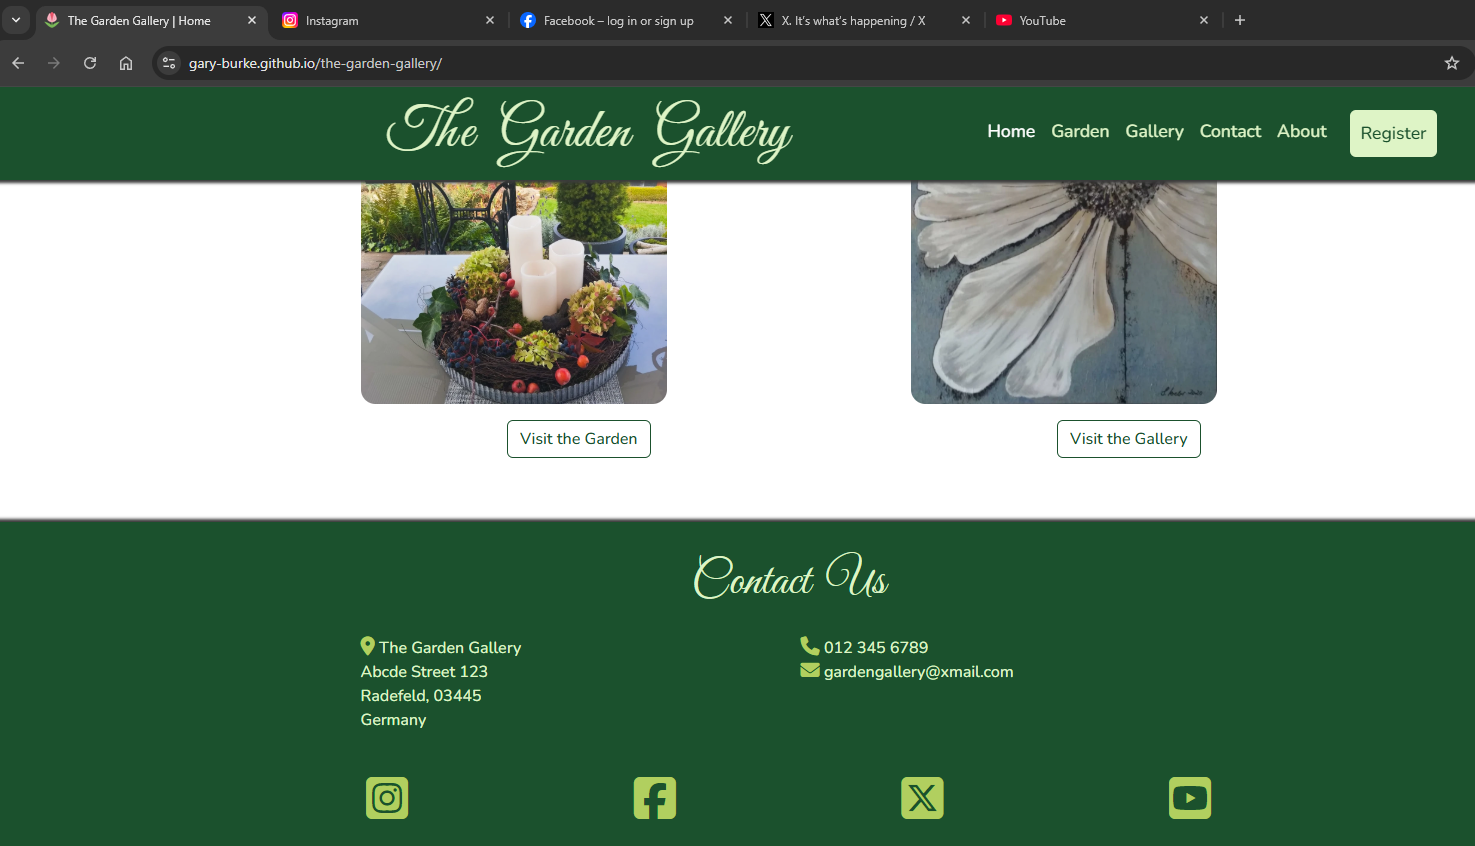 The Garden Gallery | Home
Instagram
Facebook – log in or sign up
X. It's what's happening / X
YouTube
gary-burke.github.io/the-garden-gallery/
The Garden Gallery
Home Garden Gallery Contact About Register
Visit the Garden
Visit the Gallery
Contact Us
The Garden Gallery
Abcde Street 123
Radefeld, 03445
Germany
012 345 6789
gardengallery@xmail.com